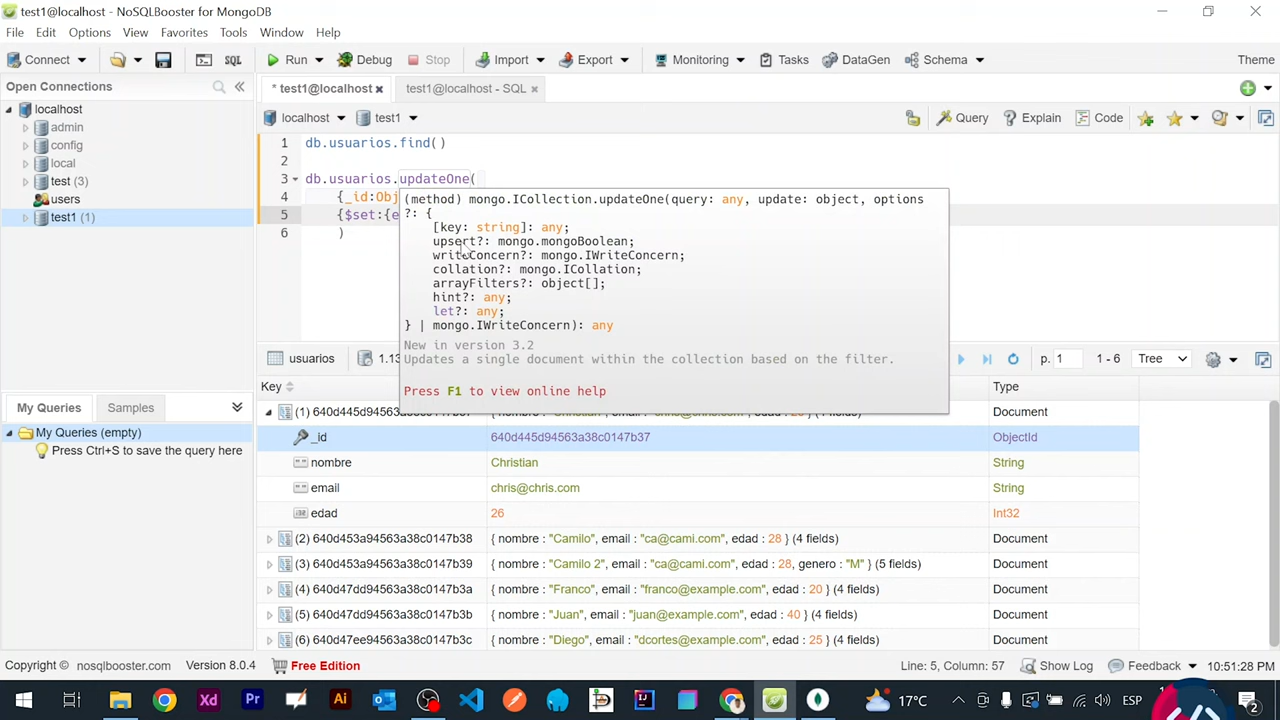 test1@localhost - NoSQLBooster for MongoDB
File Edit Options View Favorites Tools Window Help
Connect SQL Run Debug Stop Import Export Monitoring Tasks DataGen Schema Theme
Open Connections
* test1@localhost test1@localhost - SQL
localhost
admin
config
local
test (3)
users
test1 (1)
localhost test1 Query Explain Code
1 db.usuarios.find()
2
3 db.usuarios.updateOne(
4 {_id:Obj
5 {$set:{e
6 )
(method) mongo.ICollection.updateOne(query: any, update: object, options
?: {
[key: string]: any;
upsert?: mongo.mongoBoolean;
writeConcern?: mongo.IWriteConcern;
collation?: mongo.ICollation;
arrayFilters?: object[];
hint?: any;
let?: any;
} | mongo.IWriteConcern): any
New in version 3.2
Updates a single document within the collection based on the filter.
Press F1 to view online help
usuarios 1.13 p. 1 1 - 6 Tree
Key Type
(1) 640d445d94563a38c0147b37 Document
_id 640d445d94563a38c0147b37 ObjectId
nombre Christian String
email chris@chris.com String
edad 26 Int32
(2) 640d453a94563a38c0147b38 { nombre : "Camilo", email : "ca@cami.com", edad : 28 } (4 fields) Document
(3) 640d453a94563a38c0147b39 { nombre : "Camilo 2", email : "ca@cami.com", edad : 28, genero : "M" } (5 fields) Document
(4) 640d47dd94563a38c0147b3a { nombre : "Franco", email : "franco@example.com", edad : 20 } (4 fields) Document
(5) 640d47dd94563a38c0147b3b { nombre : "Juan", email : "juan@example.com", edad : 40 } (4 fields) Document
(6) 640d47ee94563a38c0147b3c { nombre : "Diego", email : "dcortes@example.com", edad : 25 } (4 fields) Document
My Queries Samples
My Queries (empty)
Press Ctrl+S to save the query here
Copyright © nosqlbooster.com Version 8.0.4 Free Edition Line: 5, Column: 57 Show Log Feedback 10:51:28 PM
Xd Pr Ai 17°C ESP 2